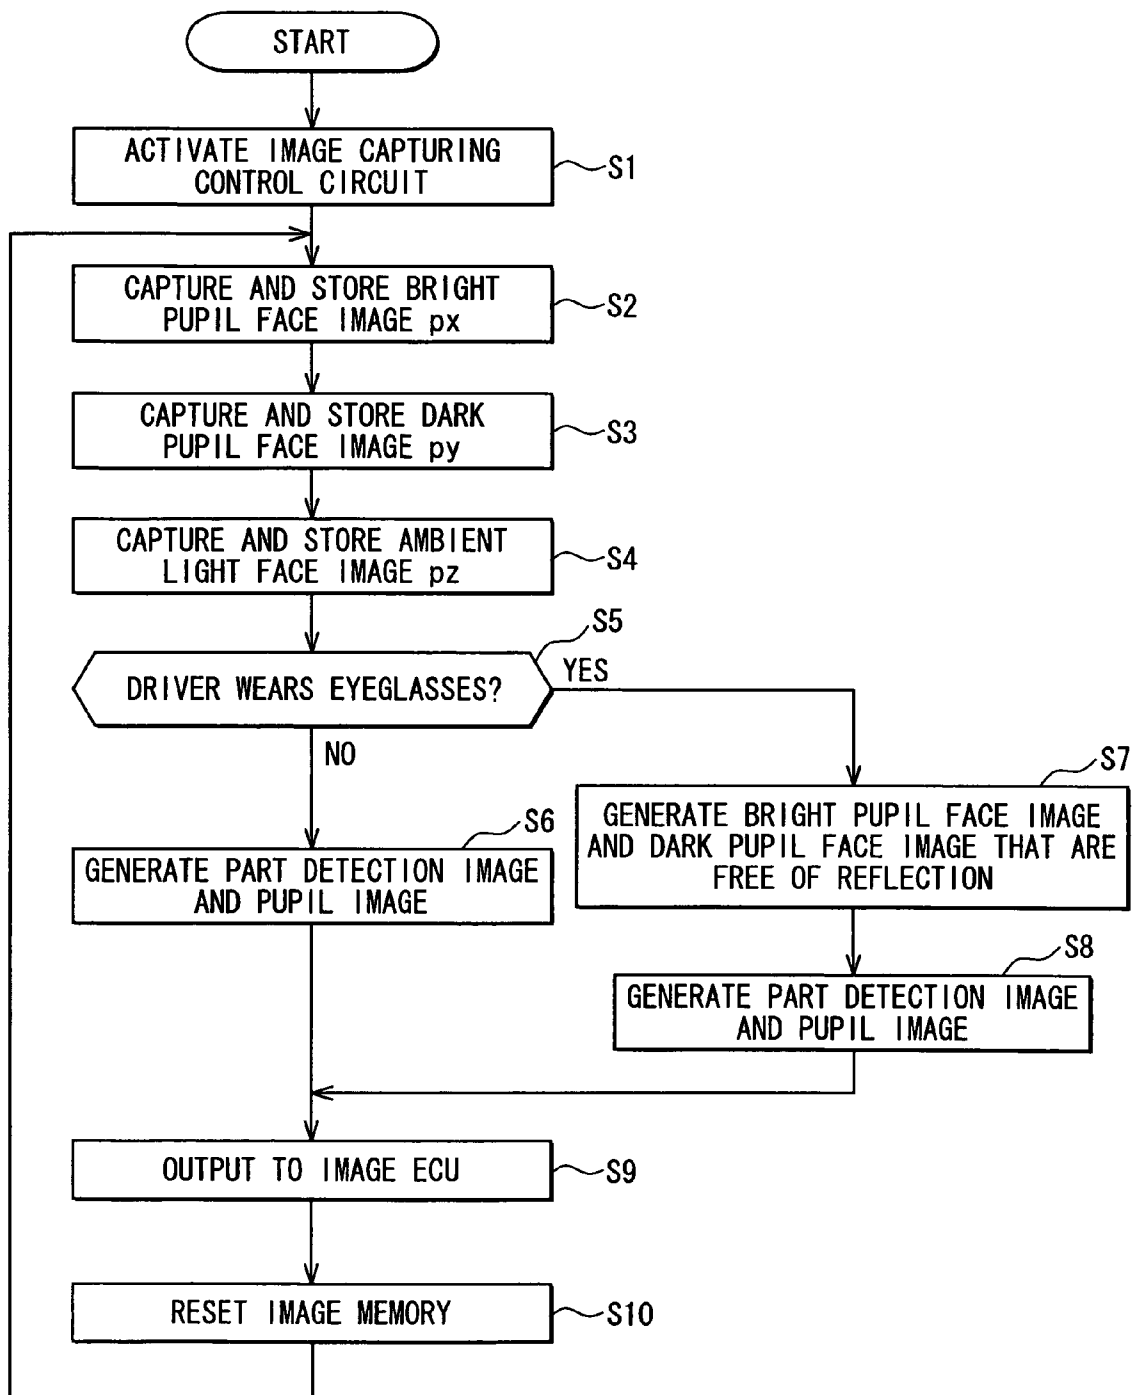 START
ACTIVATE IMAGE CAPTURING
CONTROL CIRCUIT
S1
CAPTURE AND STORE BRIGHT
PUPIL FACE IMAGE px
S2
CAPTURE AND STORE DARK
PUPIL FACE IMAGE py
S3
CAPTURE AND STORE AMBIENT
LIGHT FACE IMAGE pz
S4
S5
DRIVER WEARS EYEGLASSES?
YES
NO
S7
GENERATE BRIGHT PUPIL FACE IMAGE
AND DARK PUPIL FACE IMAGE THAT ARE
FREE OF REFLECTION
S6
GENERATE PART DETECTION IMAGE
AND PUPIL IMAGE
S8
GENERATE PART DETECTION IMAGE
AND PUPIL IMAGE
OUTPUT TO IMAGE ECU
S9
RESET IMAGE MEMORY
S10